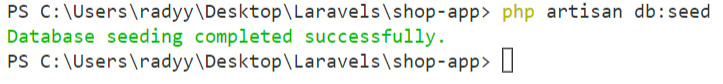 PS C:\Users\radyy\Desktop\Laravels\shop-app> php artisan db:seed
Database seeding completed successfully.
PS C:\Users\radyy\Desktop\Laravels\shop-app>